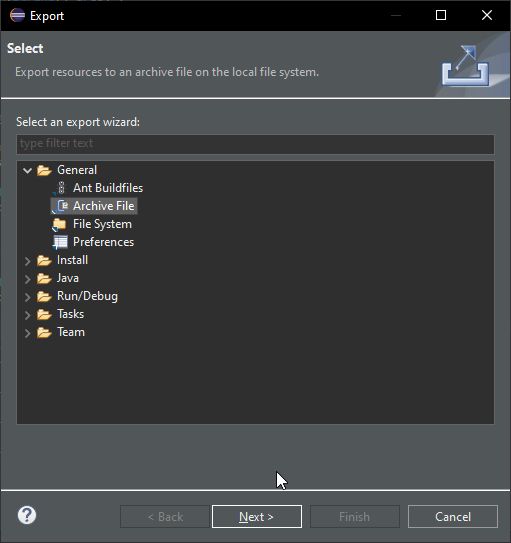 Export
Select
Export resources to an archive file on the local file system.
Select an export wizard:
type filter text
General
Ant Buildfiles
Archive File
File System
Preferences
Install
Java
Run/Debug
Tasks
Team
< Back
Next >
Finish
Cancel